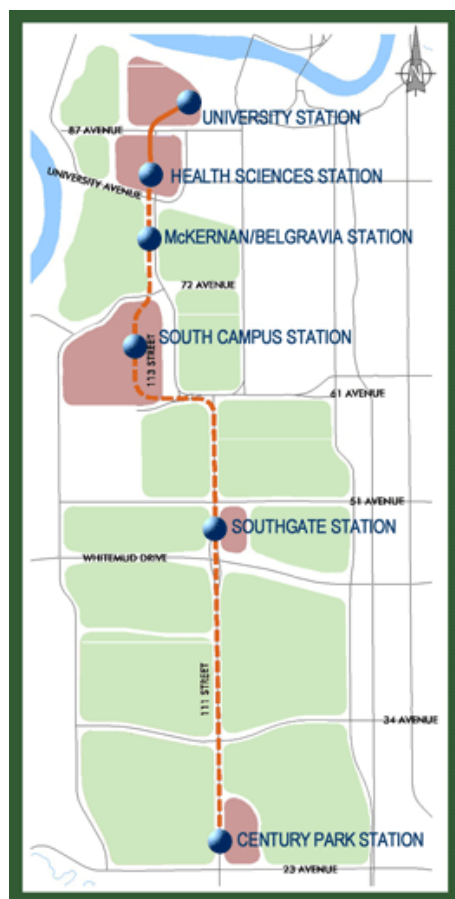 N
UNIVERSITY STATION
87 AVENUE
HEALTH SCIENCES STATION
UNIVERSITY AVENUE
McKERNAN/BELGRAVIA STATION
72 AVENUE
SOUTH CAMPUS STATION
113 STREET
61 AVENUE
51 AVENUE
SOUTHGATE STATION
WHITEMUD DRIVE
111 STREET
34 AVENUE
CENTURY PARK STATION
23 AVENUE